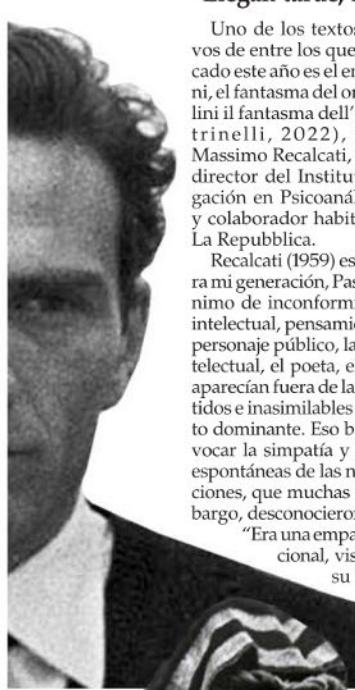 Uno de los textos
vos de entre los que
cado este año es el en
ni, el fantasma del or
lini il fantasma dell'
trinelli, 2022),
Massimo Recalcati,
director del Institu
gación en Psicoanál
y colaborador habit
La Repubblica.
Recalcati (1959) es
ra mi generación, Pas
nimo de inconformi
intelectual, pensamie
personaje público, la
telectual, el poeta, e
aparecían fuera de la
tidos e inasimilables
to dominante. Eso b
vocar la simpatía y
espontáneas de las n
ciones, que muchas
bargo, desconocieron
“Era una empa
cional, vis
su